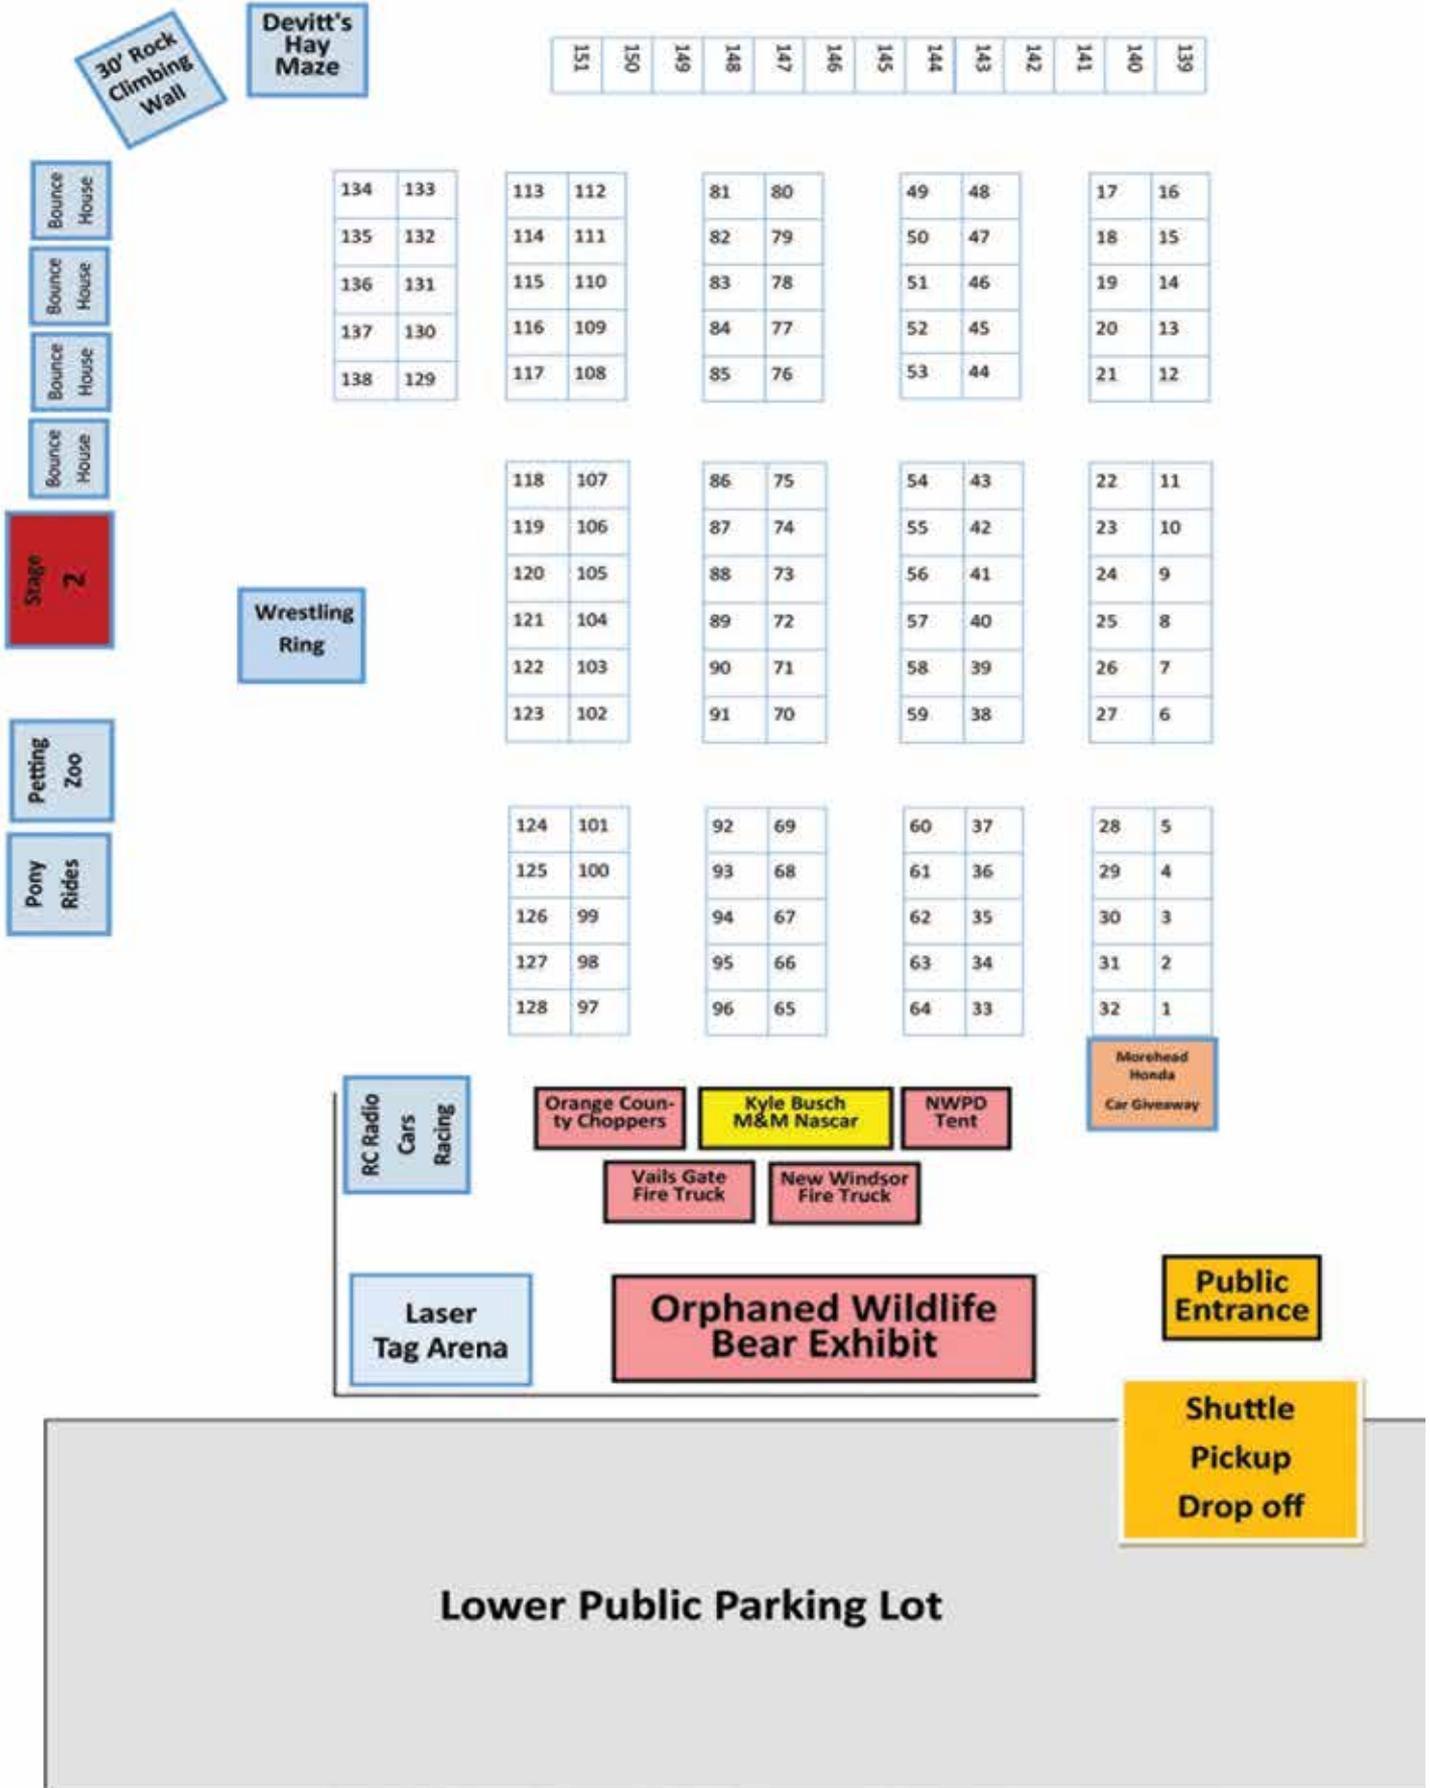 30' Rock
Climbing
Wall
Devitt's
Hay
Maze
151 150 149 148 147 146 145 144 143 142 141 140 139
Bounce
House
Bounce
House
Bounce
House
Bounce
House
Stage
2
Petting
Zoo
Pony
Rides
Wrestling
Ring
134 133
135 132
136 131
137 130
138 129
113 112
114 111
115 110
116 109
117 108
81 80
82 79
83 78
84 77
85 76
49 48
50 47
51 46
52 45
53 44
17 16
18 15
19 14
20 13
21 12
118 107
119 106
120 105
121 104
122 103
123 102
86 75
87 74
88 73
89 72
90 71
91 70
54 43
55 42
56 41
57 40
58 39
59 38
22 11
23 10
24 9
25 8
26 7
27 6
124 101
125 100
126 99
127 98
128 97
92 69
93 68
94 67
95 66
96 65
60 37
61 36
62 35
63 34
64 33
28 5
29 4
30 3
31 2
32 1
Morehead
Honda
Car Giveaway
RC Radio
Cars
Racing
Orange Coun-
ty Choppers
Kyle Busch
M&M Nascar
NWPD
Tent
Vails Gate
Fire Truck
New Windsor
Fire Truck
Laser
Tag Arena
Orphaned Wildlife
Bear Exhibit
Public
Entrance
Shuttle
Pickup
Drop off
Lower Public Parking Lot